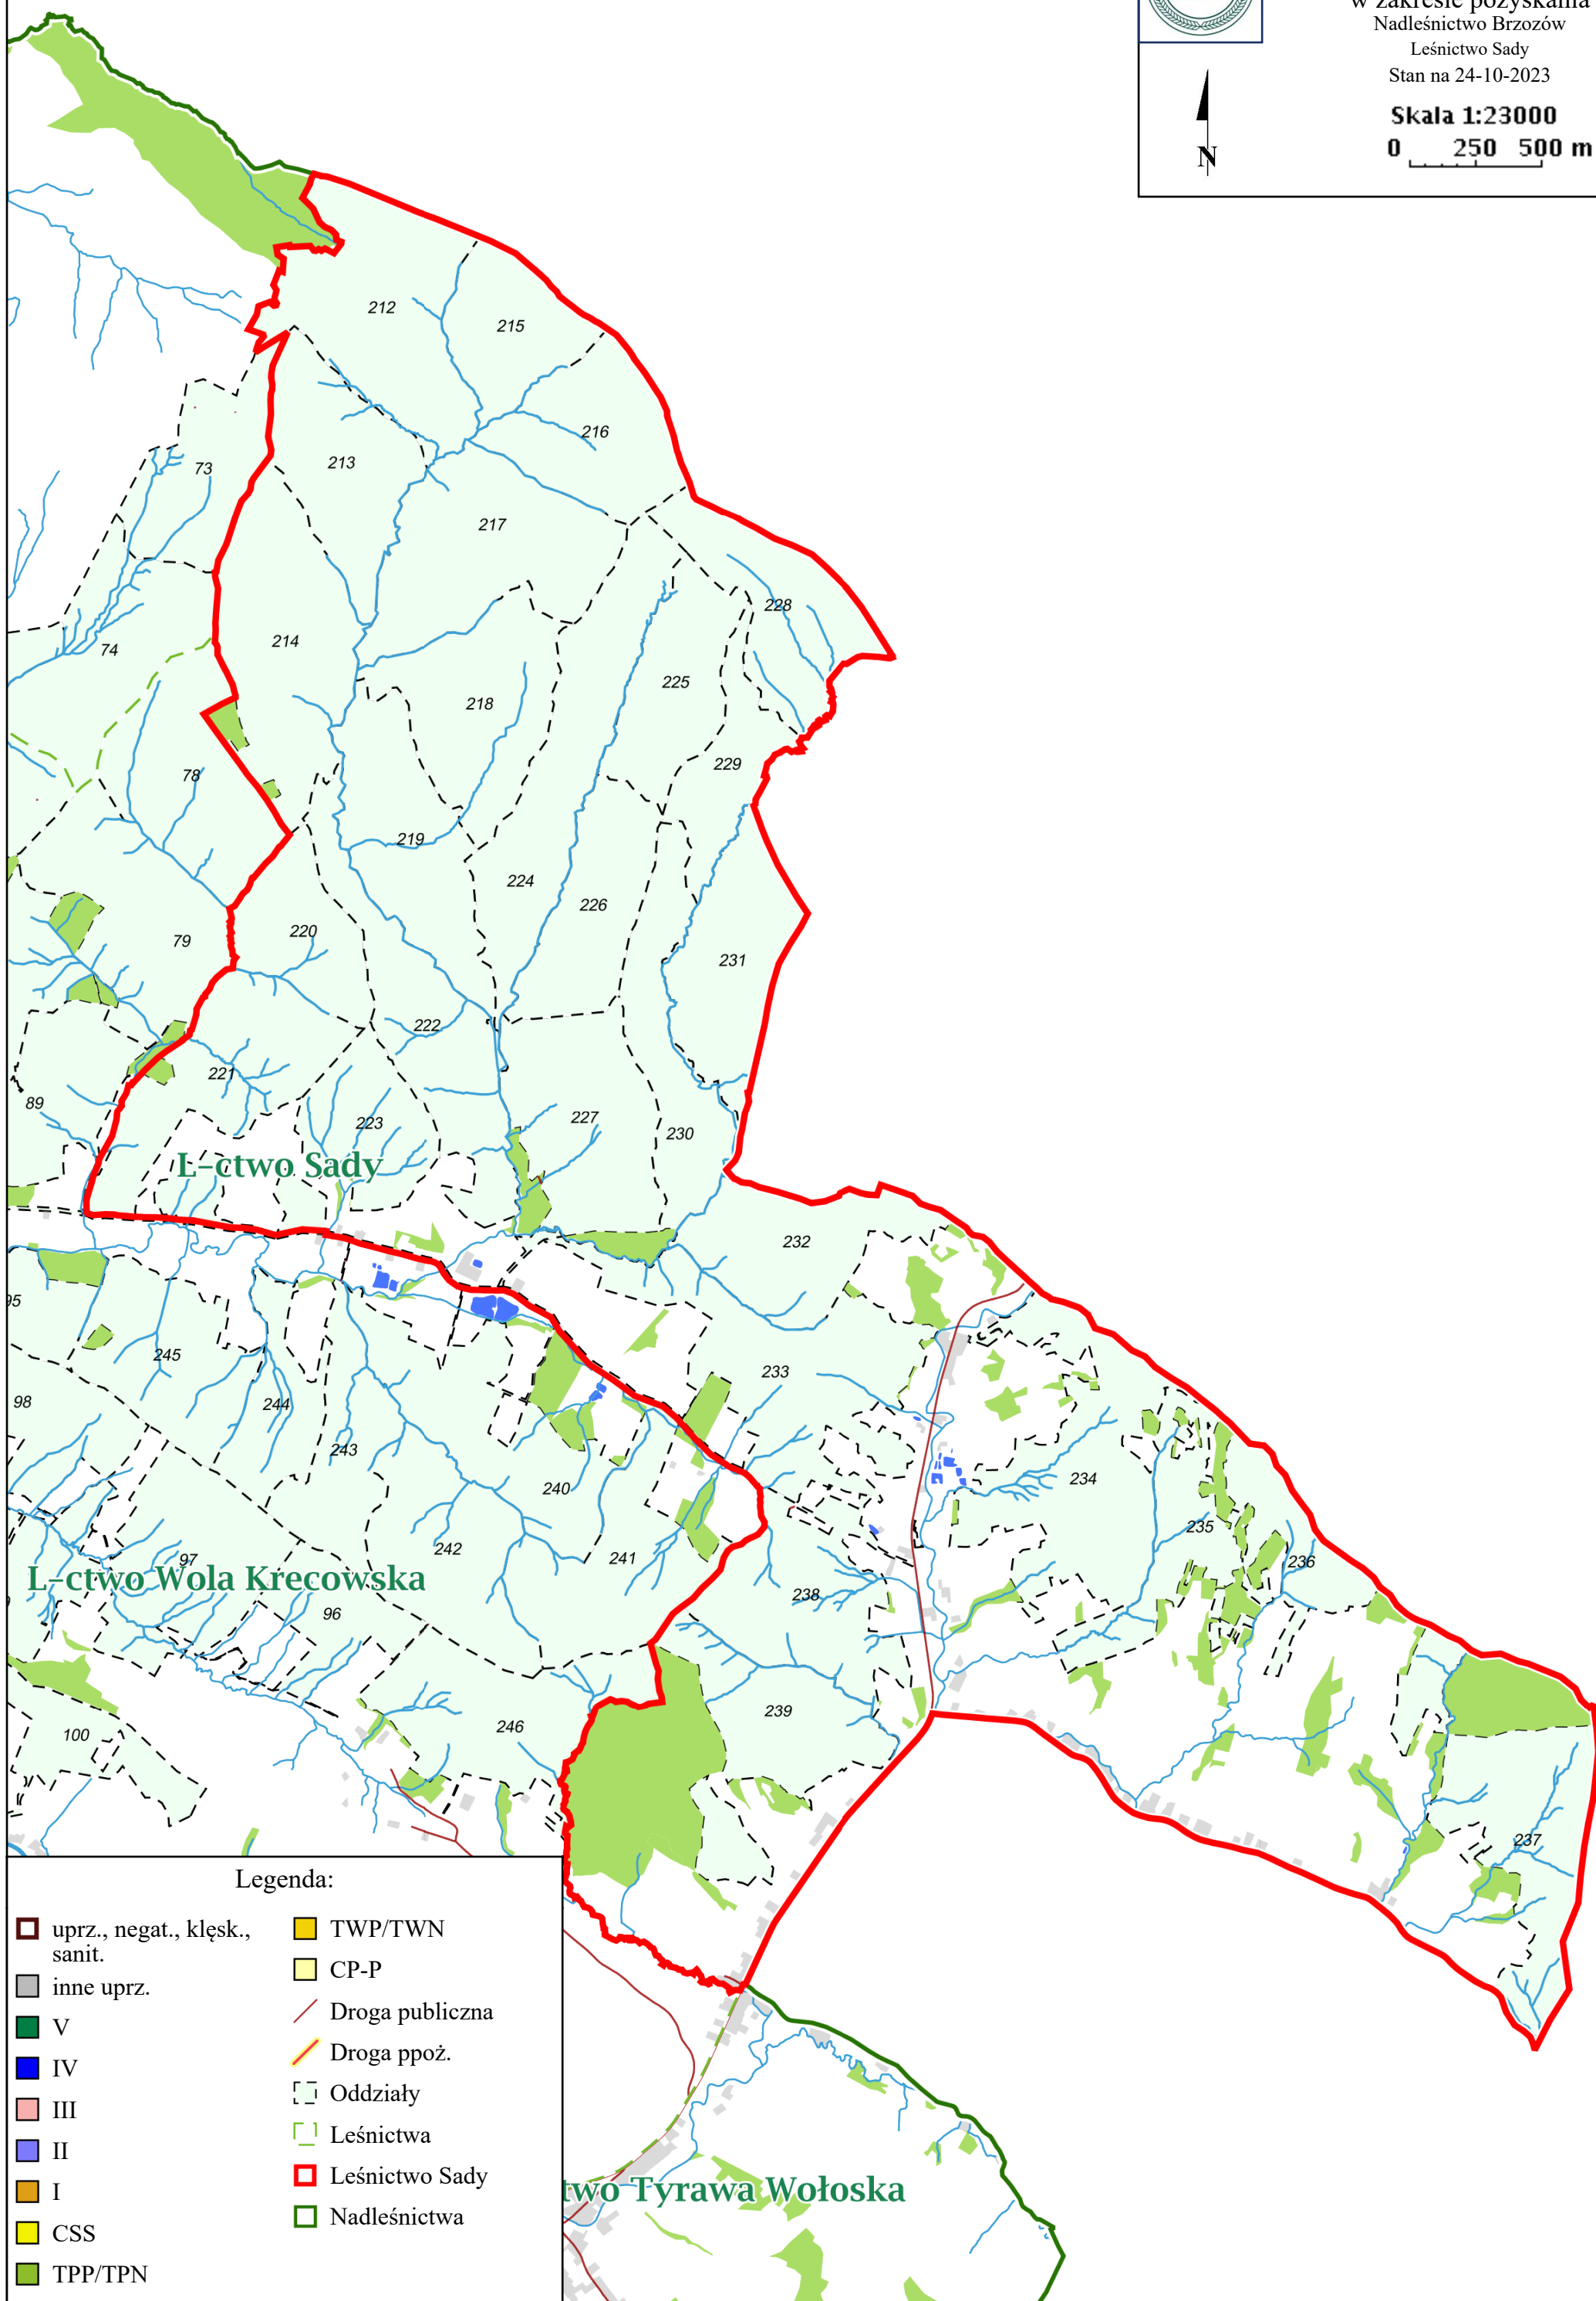 w zakresie pozyskania
Nadleśnictwo Brzozów
Leśnictwo Sady
Stan na 24-10-2023
Skala 1:23000
0 250 500 m
N
212
215
216
73
213
217
228
74
214
225
218
229
78
219
224
226
220
79
231
222
221
89
223
227
230
L-ctwo Sady
232
95
245
233
98
244
243
234
240
235
242
241
236
97
L-ctwo Wola Krecowska
238
96
239
246
100
237
Legenda:
uprz., negat., klęsk.,
sanit.
inne uprz.
V
IV
III
II
I
CSS
TPP/TPN
TWP/TWN
CP-P
Droga publiczna
Droga ppoż.
Oddziały
Leśnictwa
Leśnictwo Sady
Nadleśnictwa
two Tyrawa Wołoska